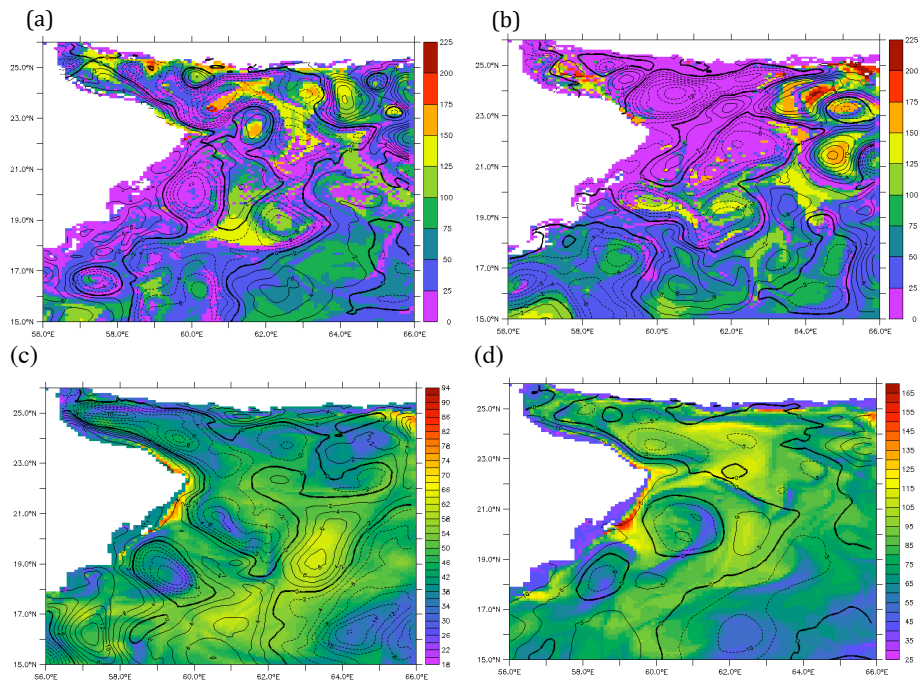 (a)
(b)
225
200
175
150
125
100
75
50
25
0
25.0°N
23.0°N
21.0°N
19.0°N
17.0°N
15.0°N
58.0°E
60.0°E
62.0°E
64.0°E
66.0°E
225
200
175
150
125
100
75
50
25
0
25.0°N
23.0°N
21.0°N
19.0°N
17.0°N
15.0°N
56.0°E
58.0°E
60.0°E
62.0°E
64.0°E
66.0°E
(c)
(d)
94
90
86
82
78
74
70
66
62
58
54
50
46
42
38
34
30
26
22
18
25.0°N
23.0°N
21.0°N
19.0°N
17.0°N
15.0°N
56.0°E
58.0°E
60.0°E
62.0°E
64.0°E
66.0°E
165
155
145
135
125
115
105
95
85
75
65
55
45
35
25
25.0°N
23.0°N
21.0°N
19.0°N
17.0°N
15.0°N
56.0°E
58.0°E
60.0°E
62.0°E
64.0°E
66.0°E